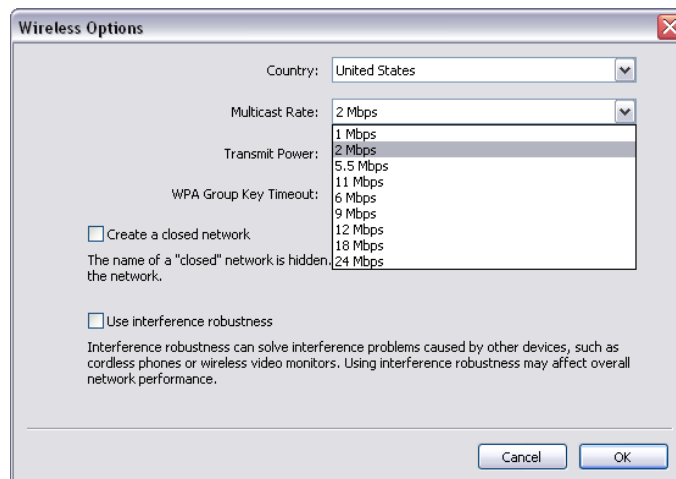 Wireless Options
Country: United States
Multicast Rate: 2 Mbps
1 Mbps
Transmit Power: 2 Mbps
5.5 Mbps
11 Mbps
WPA Group Key Timeout: 6 Mbps
9 Mbps
Create a closed network 12 Mbps
18 Mbps
The name of a "closed" network is hidden. 24 Mbps
the network.
Use interference robustness
Interference robustness can solve interference problems caused by other devices, such as
cordless phones or wireless video monitors. Using interference robustness may affect overall
network performance.
Cancel OK